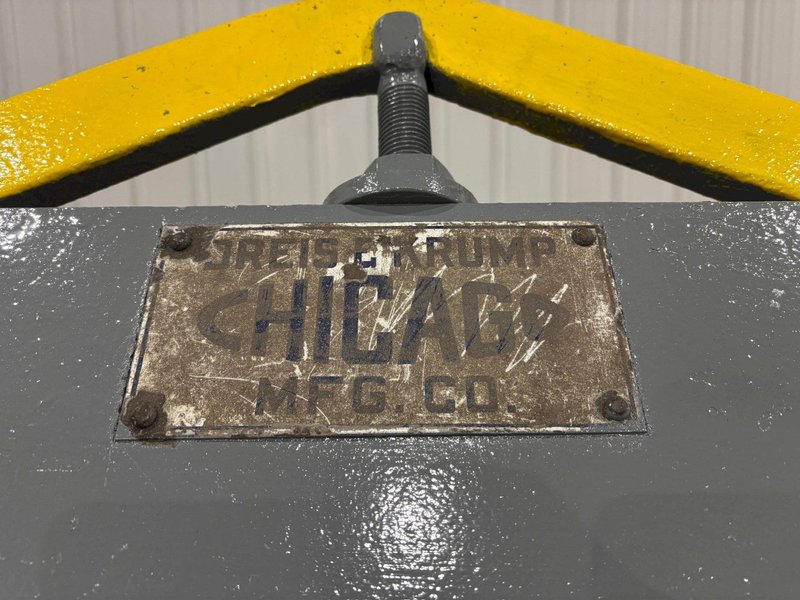 DREIS & KRUMP
CHICAGO
MFG. CO.